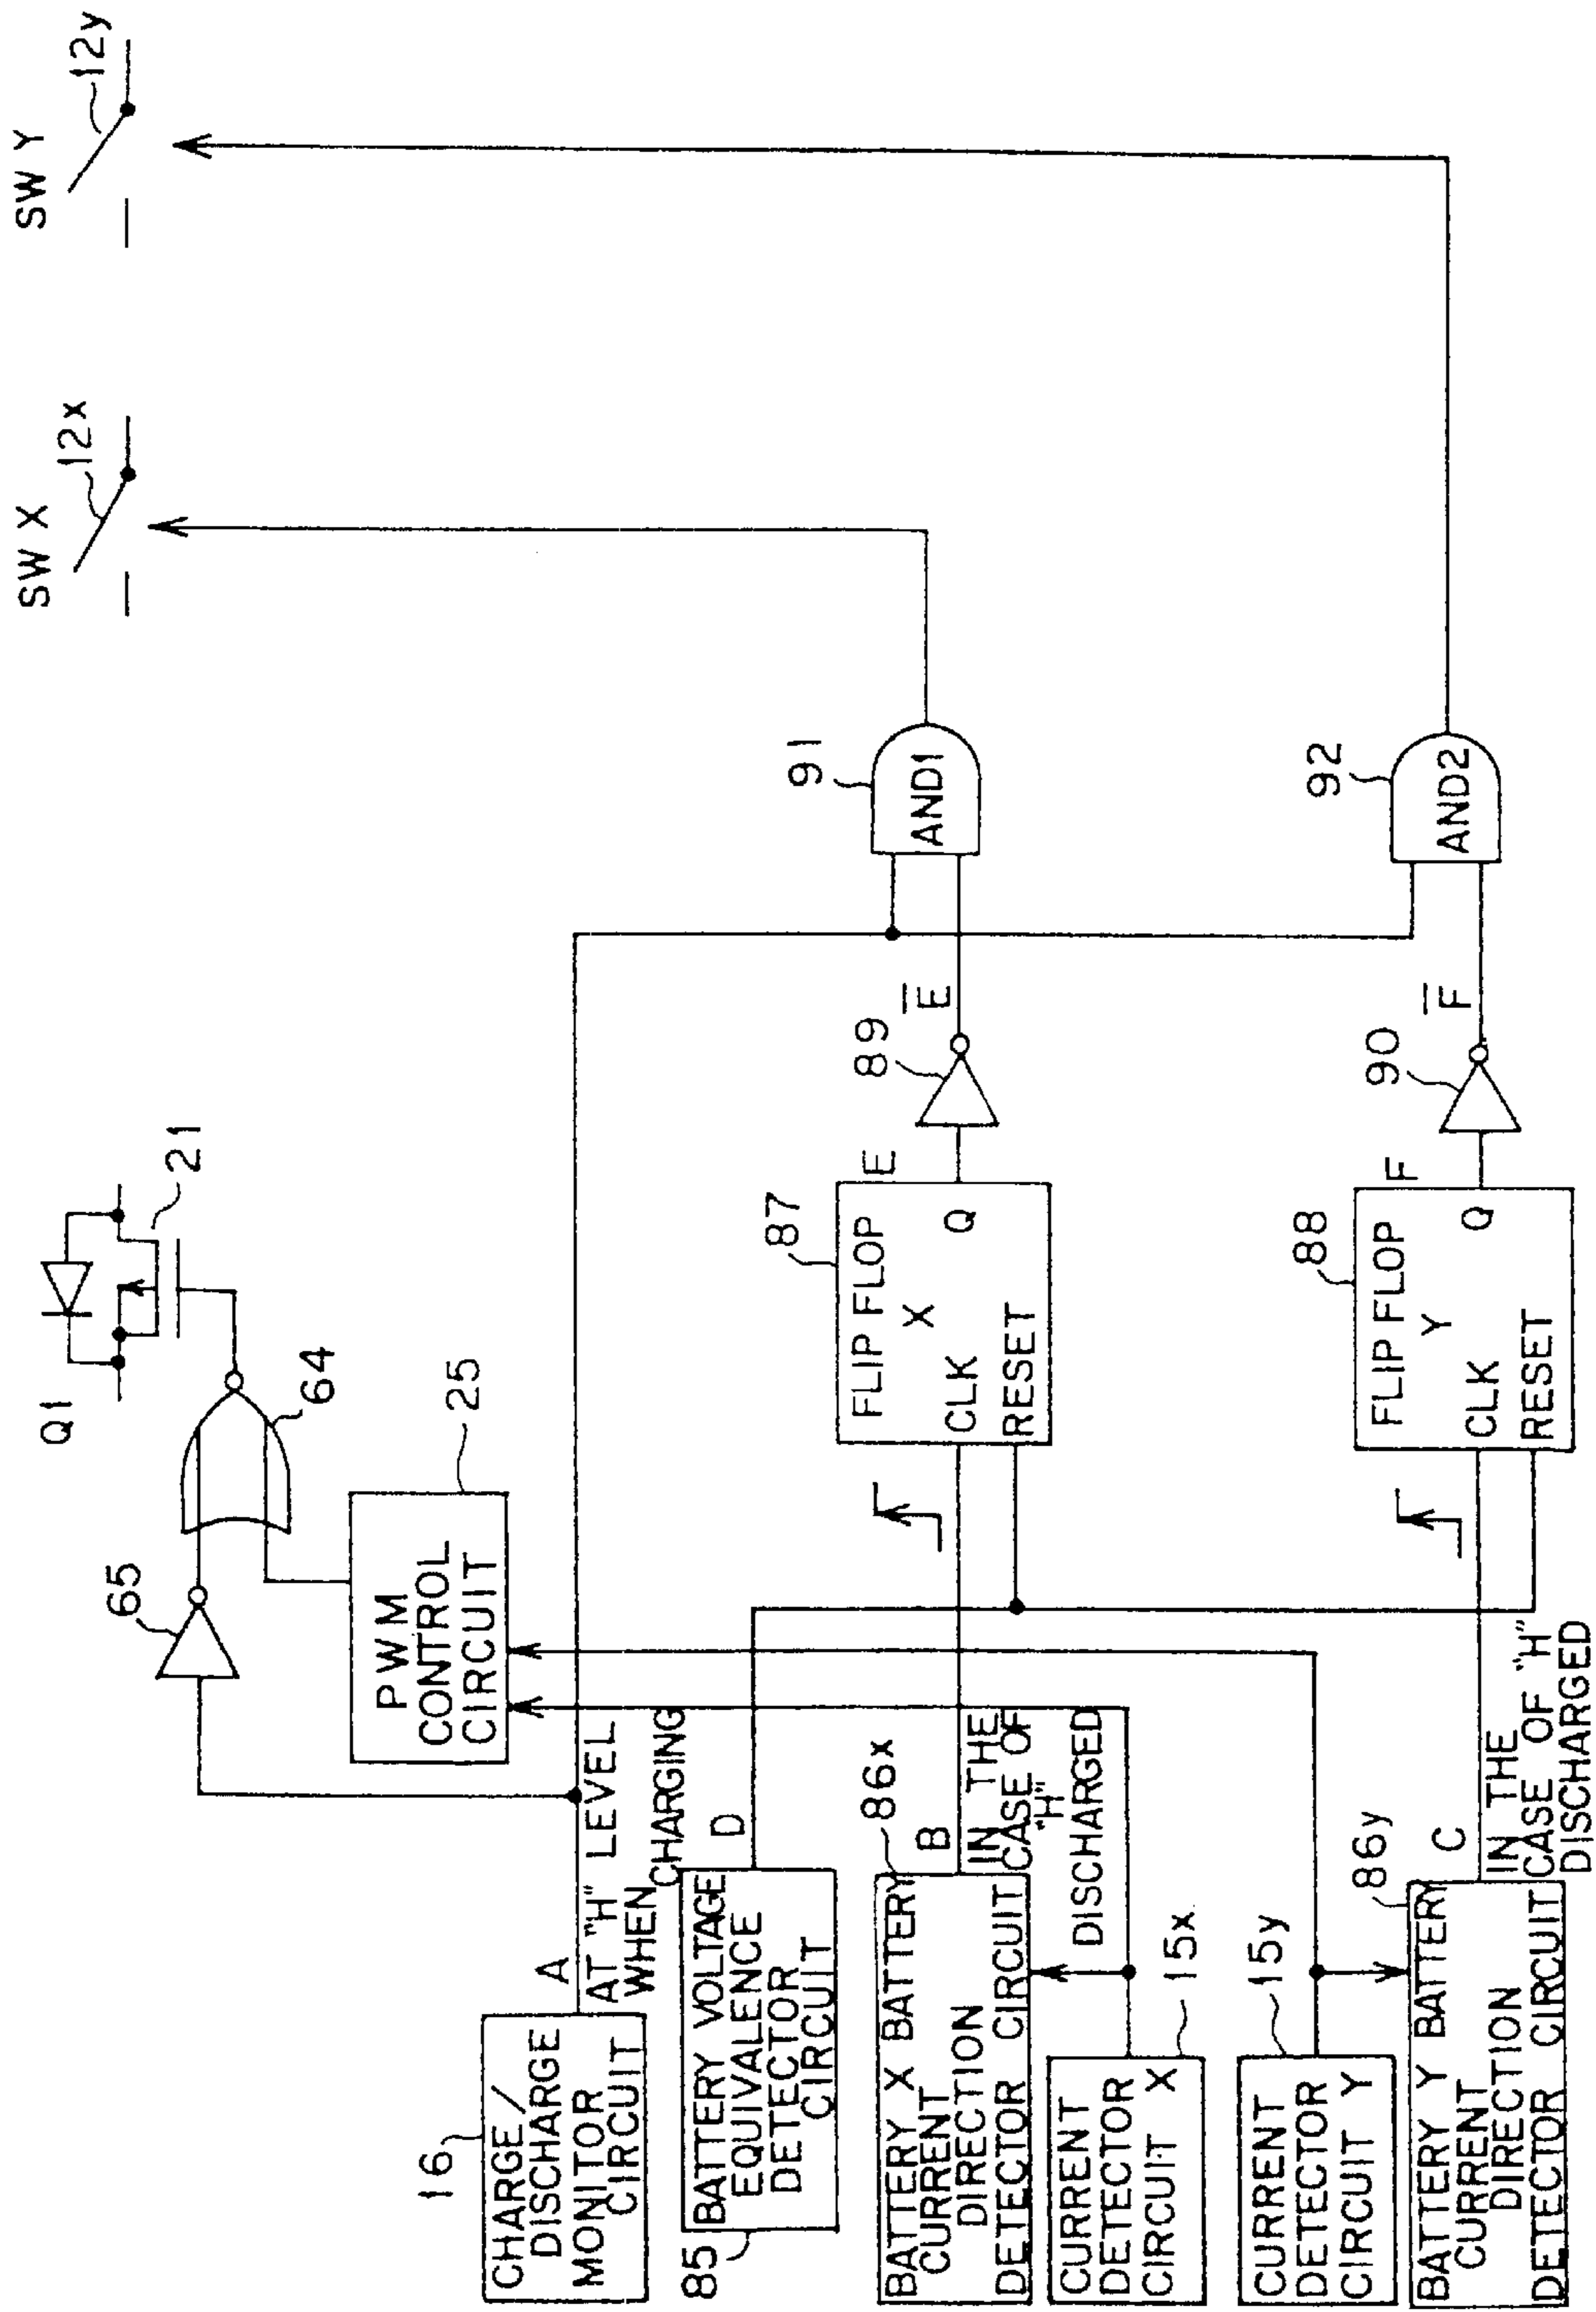 SW X
12x
SW Y
12y
Q1
21
65
64
PWM
CONTROL
CIRCUIT
25
16
CHARGE/
DISCHARGE
MONITOR
CIRCUIT
A
AT "H" LEVEL
WHEN CHARGING
85
BATTERY VOLTAGE
EQUIVALENCE
DETECTOR
CIRCUIT
D
BATTERY X BATTERY
CURRENT
DIRECTION
DETECTOR CIRCUIT
86x
B
IN THE
CASE OF
"H"
DISCHARGED
CURRENT
DETECTOR
CIRCUIT X
15x
CURRENT
DETECTOR
CIRCUIT Y
15y
BATTERY Y BATTERY
CURRENT
DIRECTION
DETECTOR CIRCUIT
86y
C
IN THE
CASE OF "H"
DISCHARGED
87
FLIP FLOP
X
CLK Q
RESET
E
89
E̅
91
AND1
88
FLIP FLOP
Y
CLK Q
RESET
F
90
F̅
92
AND2